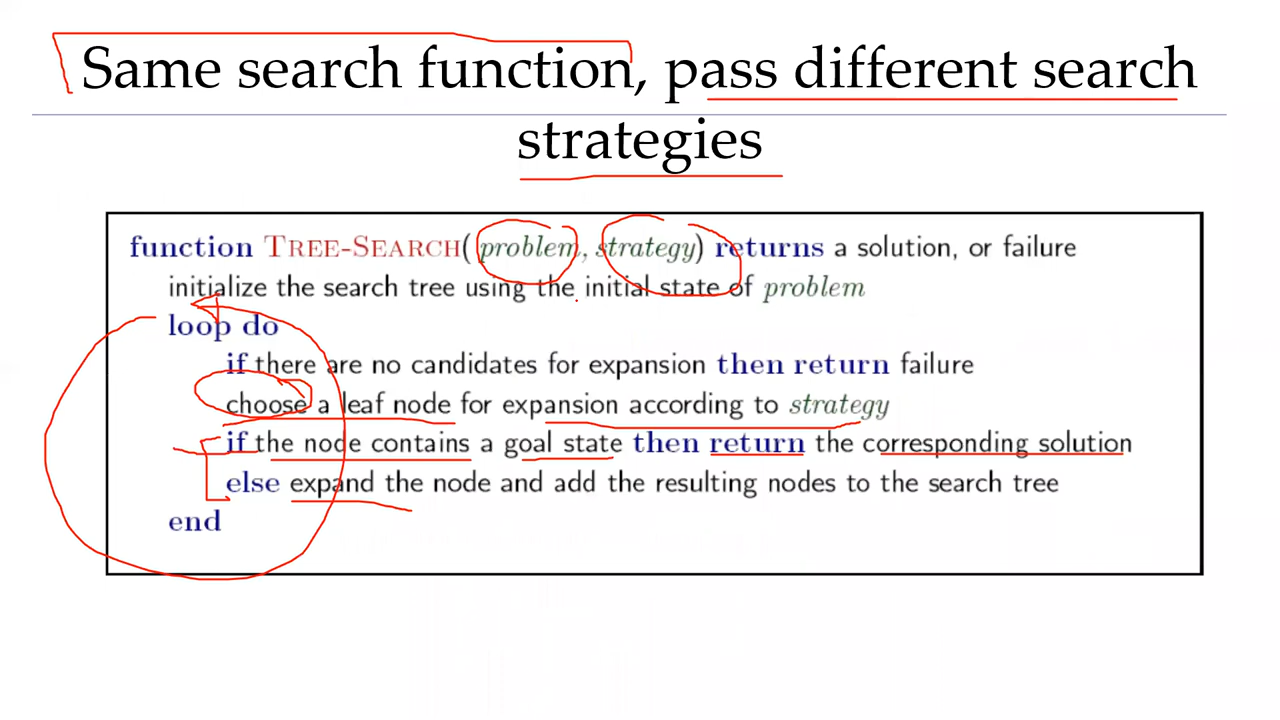 Same search function, pass different search
strategies
function TREE-SEARCH(problem, strategy) returns a solution, or failure
initialize the search tree using the initial state of problem
loop do
if there are no candidates for expansion then return failure
choose a leaf node for expansion according to strategy
if the node contains a goal state then return the corresponding solution
else expand the node and add the resulting nodes to the search tree
end